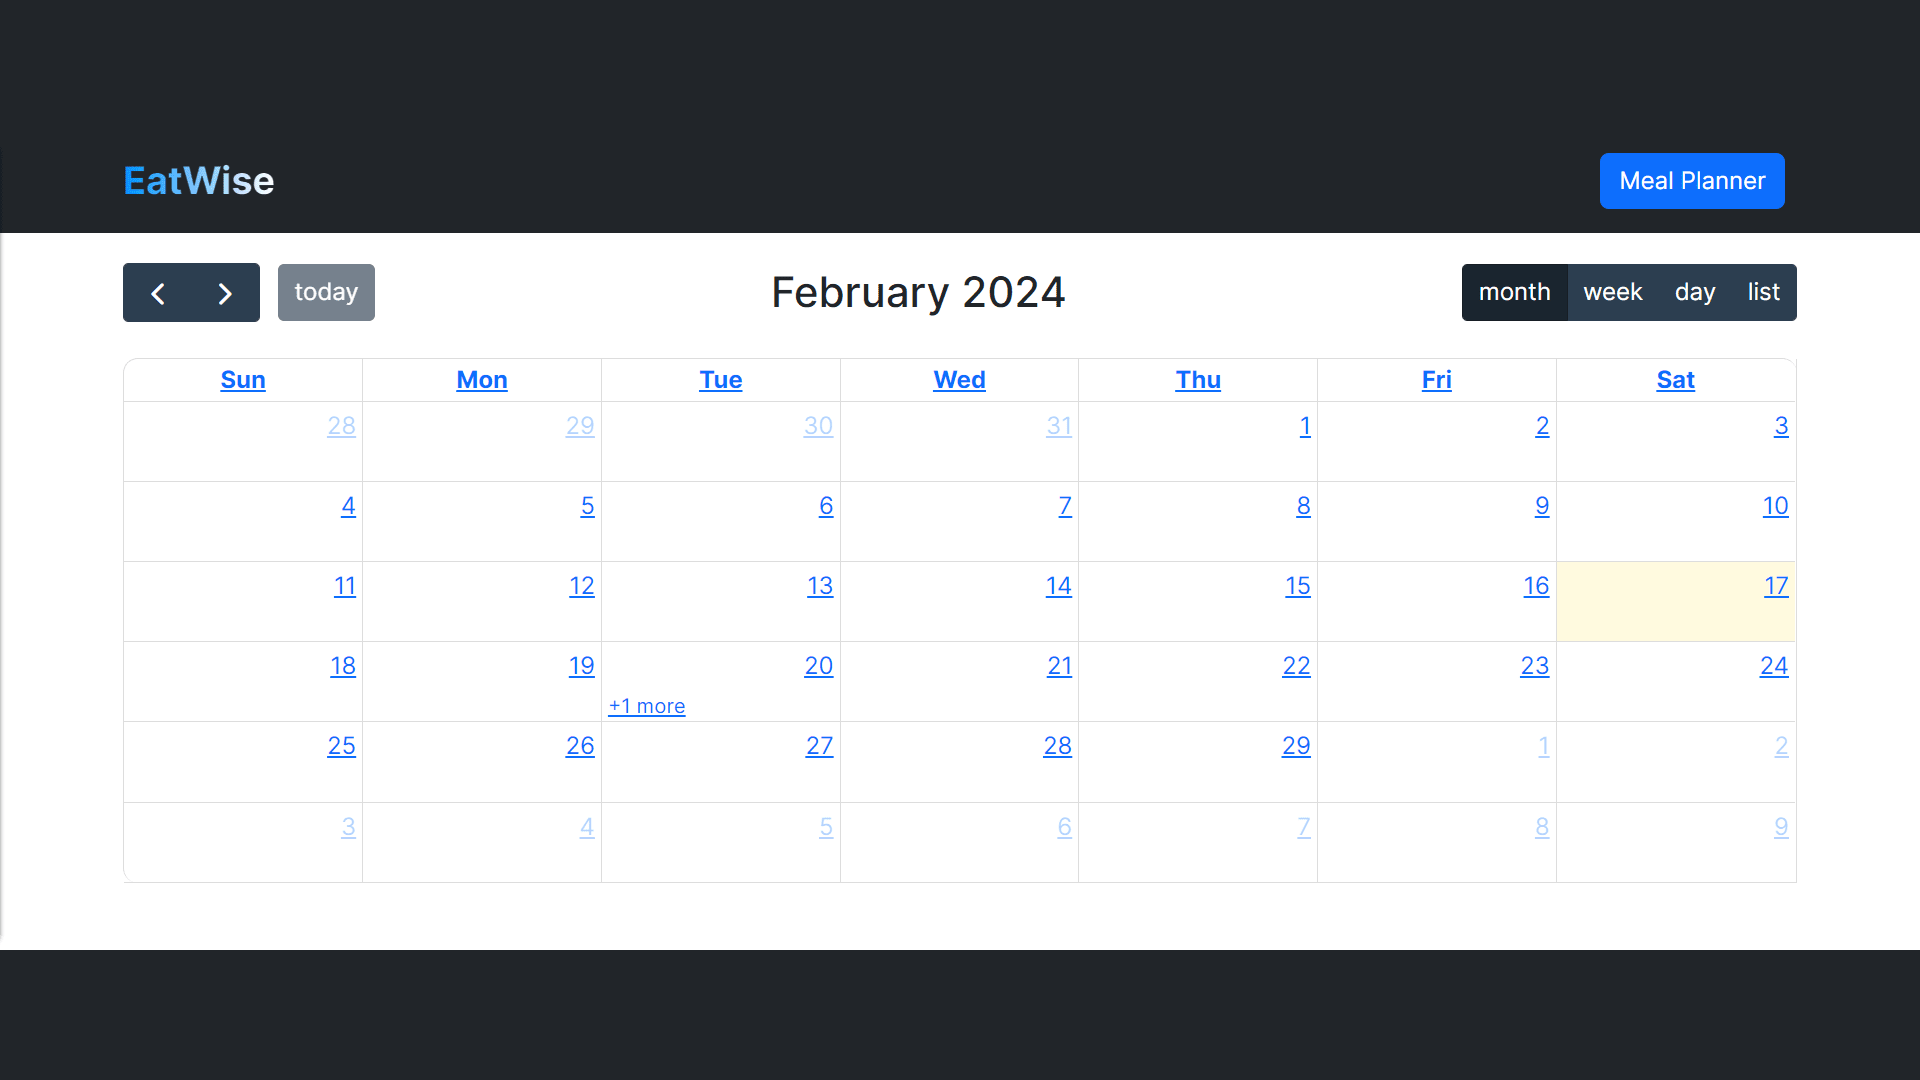 EatWise Meal Planner
today February 2024 month week day list
Sun Mon Tue Wed Thu Fri Sat
28 29 30 31 1 2 3
4 5 6 7 8 9 10
11 12 13 14 15 16 17
18 19 20 21 22 23 24
+1 more
25 26 27 28 29 1 2
3 4 5 6 7 8 9